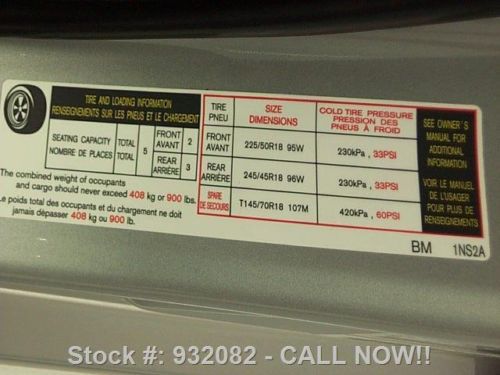 TIRE AND LOADING INFORMATION
RENSEIGNEMENTS SUR LES PNEUS ET LE CHARGEMENT
SEATING CAPACITY TOTAL 5 FRONT AVANT 2
NOMBRE DE PLACES TOTAL REAR ARRIÈRE 3
The combined weight of occupants
and cargo should never exceed 408 kg or 900 lbs.
Le poids total des occupants et du chargement ne doit
jamais dépasser 408 kg ou 900 lb.
TIRE PNEU SIZE DIMENSIONS COLD TIRE PRESSURE PRESSION DES PNEUS À FROID
FRONT AVANT 225/50R18 95W 230kPa , 33PSI
REAR ARRIÈRE 245/45R18 96W 230kPa , 33PSI
SPARE DE SECOURS T145/70R18 107M 420kPa , 60PSI
SEE OWNER'S
MANUAL FOR
ADDITIONAL
INFORMATION
VOIR LE MANUEL
DE L'USAGER
POUR PLUS DE
RENSEIGNEMENTS
BM 1NS2A
Stock #: 932082 - CALL NOW!!